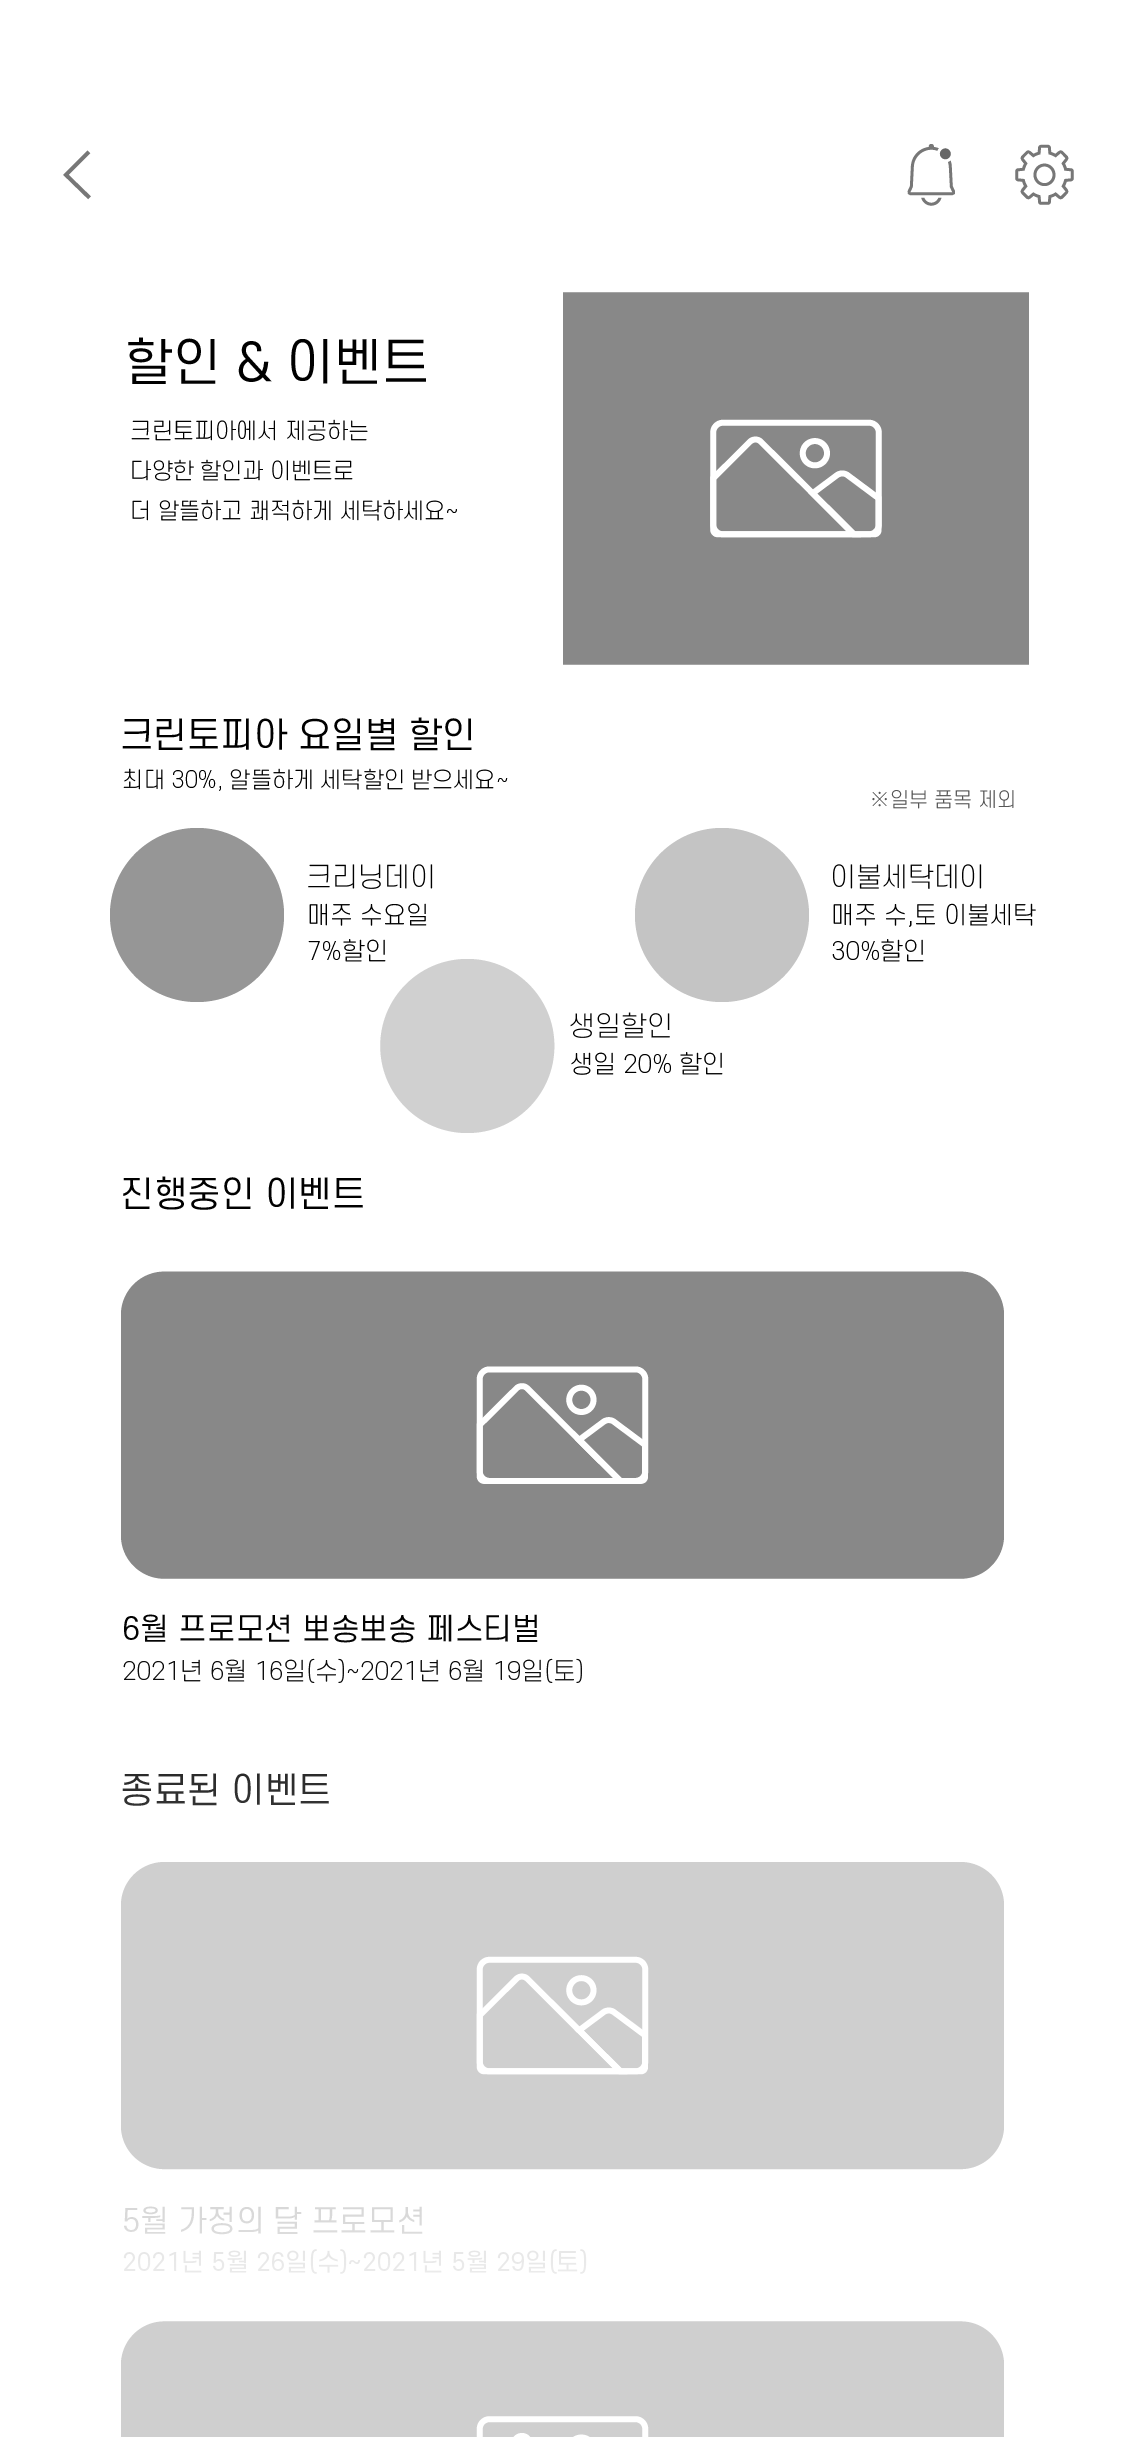 할인 & 이벤트
크린토피아에서 제공하는
다양한 할인과 이벤트로
더 알뜰하고 쾌적하게 세탁하세요~
크린토피아 요일별 할인
최대 30%, 알뜰하게 세탁할인 받으세요~
※일부 품목 제외
크리닝데이
매주 수요일
7%할인
이불세탁데이
매주 수,토 이불세탁
30%할인
생일할인
생일 20% 할인
진행중인 이벤트
6월 프로모션 뽀송뽀송 페스티벌
2021년 6월 16일(수)~2021년 6월 19일(토)
종료된 이벤트
5월 가정의 달 프로모션
2021년 5월 26일(수)~2021년 5월 29일(토)